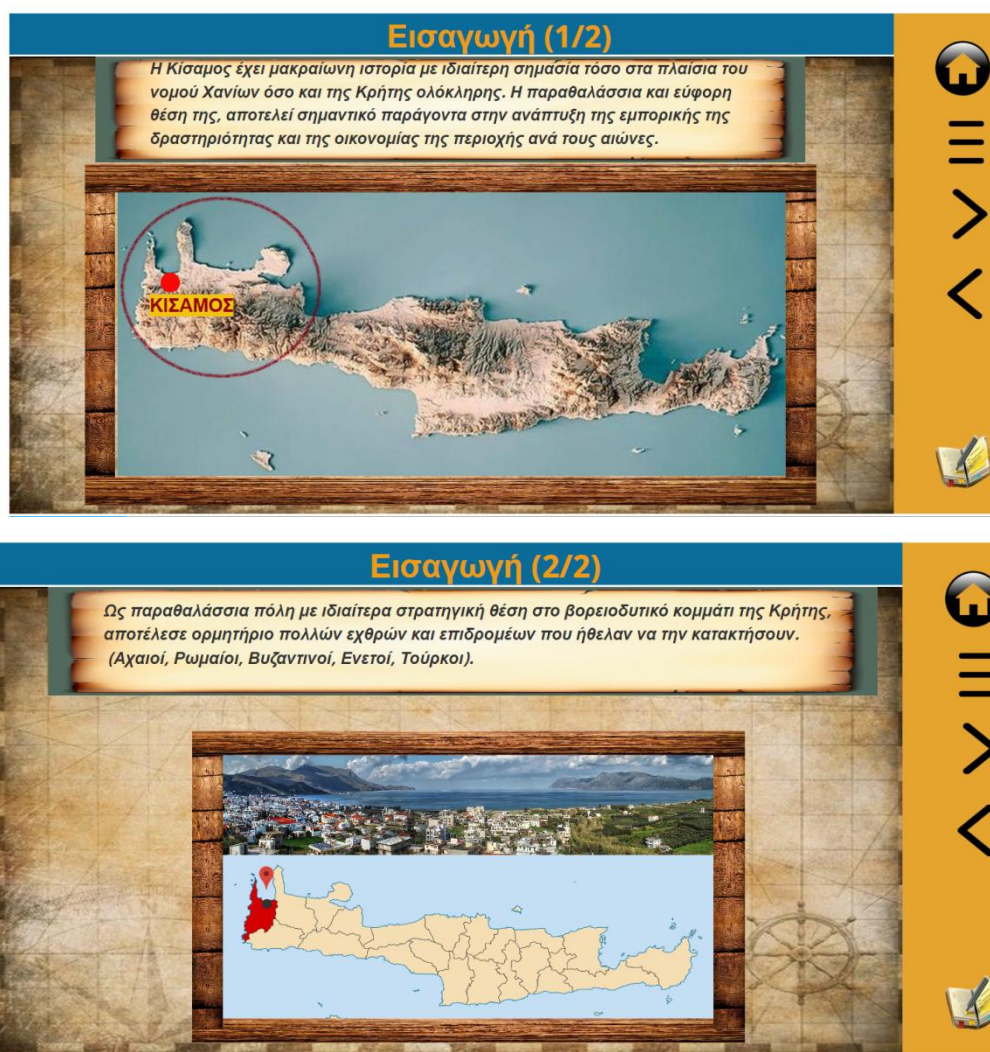 Εισαγωγή (1/2)
Η Κίσαμος έχει μακραίωνη ιστορία με ιδιαίτερη σημασία τόσο στα πλαίσια του
νομού Χανίων όσο και της Κρήτης ολόκληρης. Η παραθαλάσσια και εύφορη
θέση της, αποτελεί σημαντικό παράγοντα στην ανάπτυξη της εμπορικής της
δραστηριότητας και της οικονομίας της περιοχής ανά τους αιώνες.
ΚΙΣΑΜΟΣ
Εισαγωγή (2/2)
Ως παραθαλάσσια πόλη με ιδιαίτερα στρατηγική θέση στο βορειοδυτικό κομμάτι της Κρήτης,
αποτέλεσε ορμητήριο πολλών εχθρών και επιδρομέων που ήθελαν να την κατακτήσουν.
(Αχαιοί, Ρωμαίοι, Βυζαντινοί, Ενετοί, Τούρκοι).